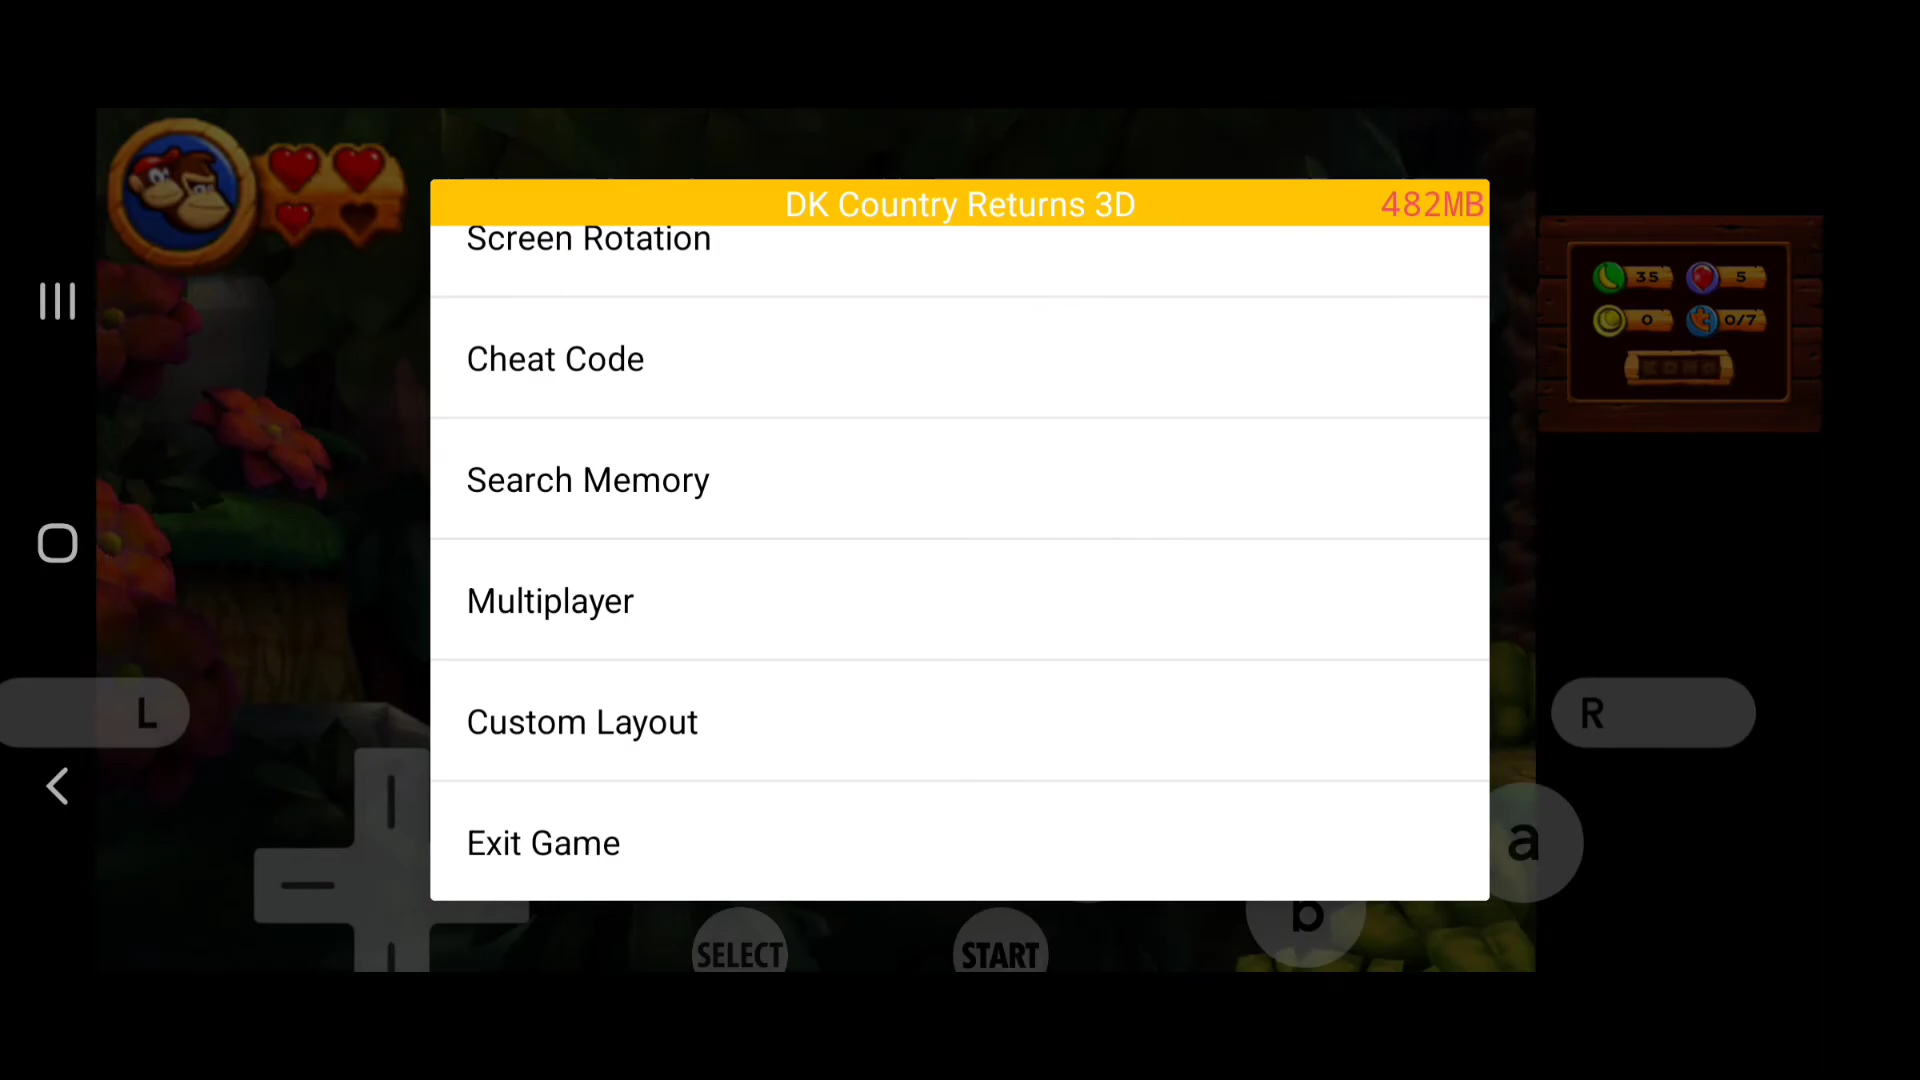 DK Country Returns 3D 482MB
Screen Rotation
35 5
Cheat Code
0 0/7
KONG
Search Memory
Multiplayer
L
Custom Layout
R
Exit Game
a
b
SELECT
START